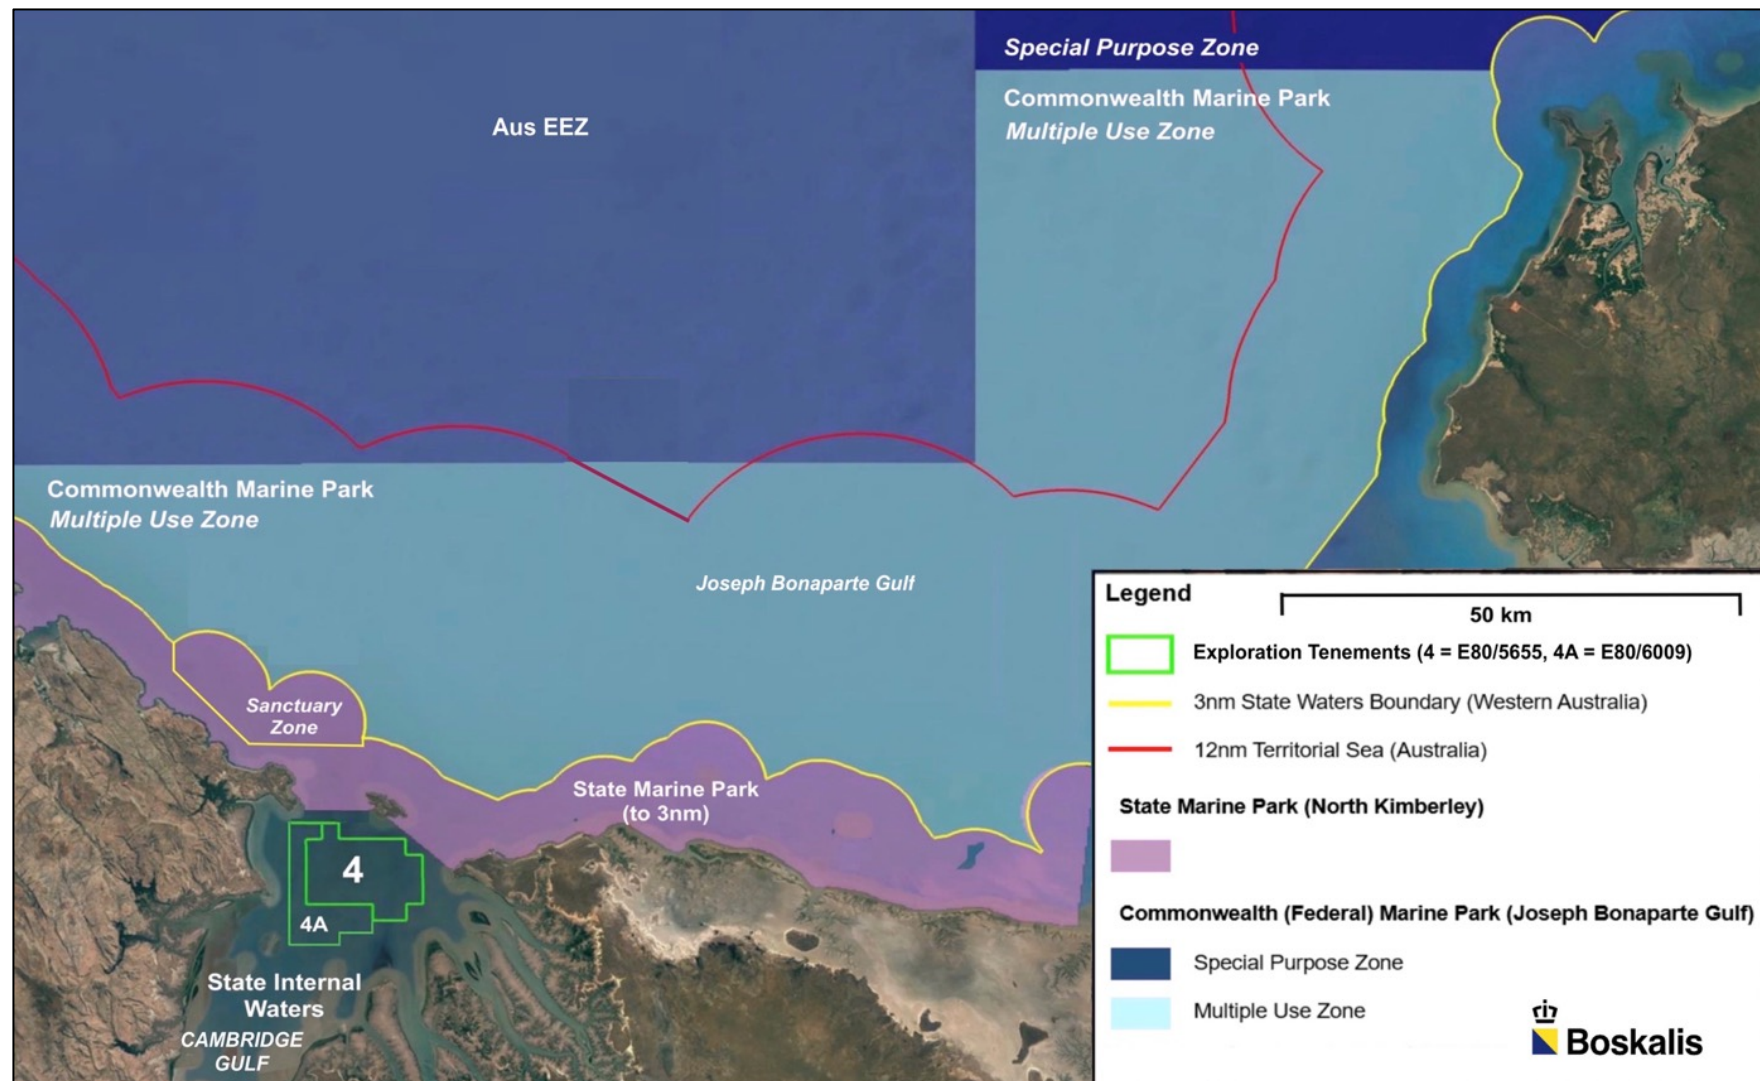 Special Purpose Zone
Commonwealth Marine Park
Multiple Use Zone
Aus EEZ
Commonwealth Marine Park
Multiple Use Zone
Joseph Bonaparte Gulf
Sanctuary
Zone
State Marine Park
(to 3nm)
4
4A
State Internal
Waters
CAMBRIDGE
GULF
Legend
50 km
Exploration Tenements (4 = E80/5655, 4A = E80/6009)
3nm State Waters Boundary (Western Australia)
12nm Territorial Sea (Australia)
State Marine Park (North Kimberley)
Commonwealth (Federal) Marine Park (Joseph Bonaparte Gulf)
Special Purpose Zone
Multiple Use Zone
Boskalis